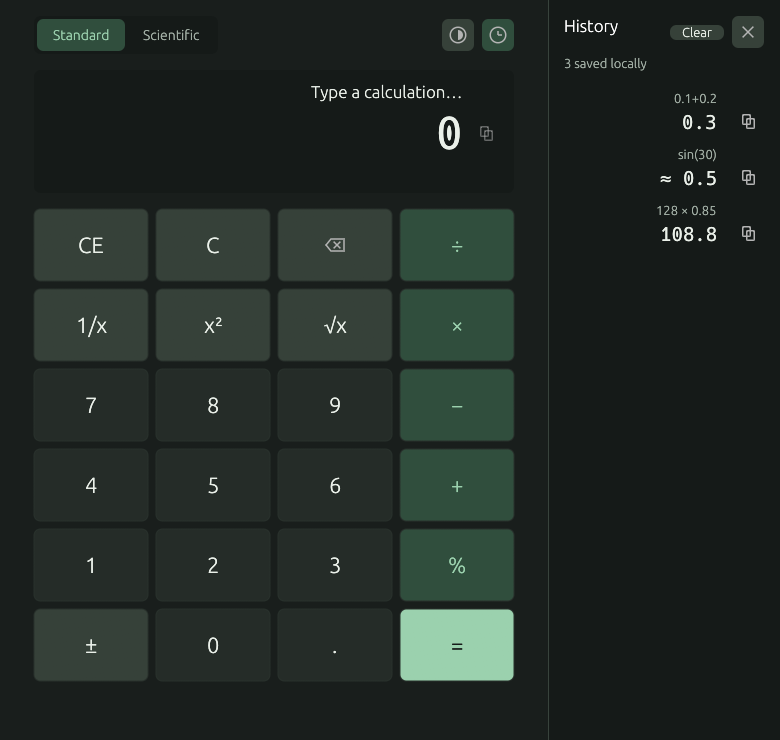 Standard Scientific
Type a calculation…
0
CE C ÷
1/x x² √x ×
7 8 9 −
4 5 6 +
1 2 3 %
± 0 . =
History Clear
3 saved locally
0.1+0.2
0.3
sin(30)
≈ 0.5
128 × 0.85
108.8